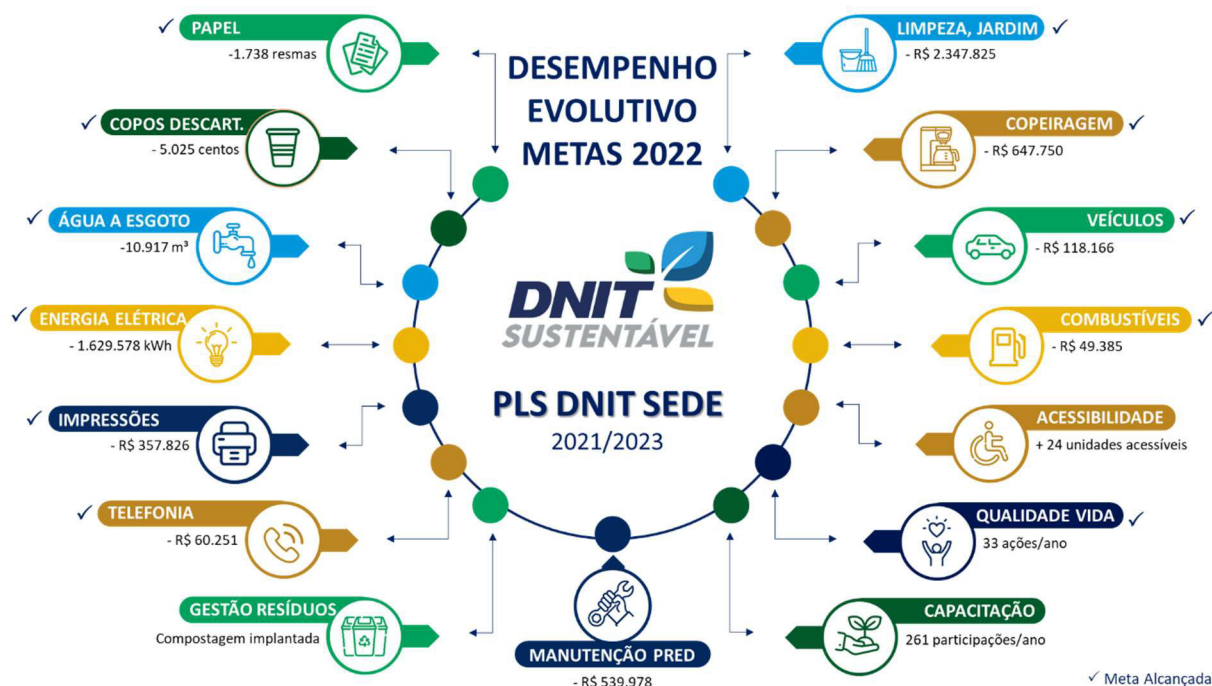 DESEMPENHO
EVOLUTIVO
METAS 2022
✓ PAPEL
-1.738 resmas
✓ COPOS DESCART.
- 5.025 centos
✓ ÁGUA A ESGOTO
-10.917 m³
✓ ENERGIA ELÉTRICA
- 1.629.578 kWh
✓ IMPRESSÕES
- R$ 357.826
✓ TELEFONIA
- R$ 60.251
GESTÃO RESÍDUOS
Compostagem implantada
DNIT
SUSTENTÁVEL
PLS DNIT SEDE
2021/2023
MANUTENÇÃO PRED
- R$ 539.978
LIMPEZA, JARDIM ✓
- R$ 2.347.825
COPEIRAGEM ✓
- R$ 647.750
VEÍCULOS ✓
- R$ 118.166
COMBUSTÍVEIS ✓
- R$ 49.385
ACESSIBILIDADE
+ 24 unidades acessíveis
QUALIDADE VIDA ✓
33 ações/ano
CAPACITAÇÃO
261 participações/ano
✓ Meta Alcançada